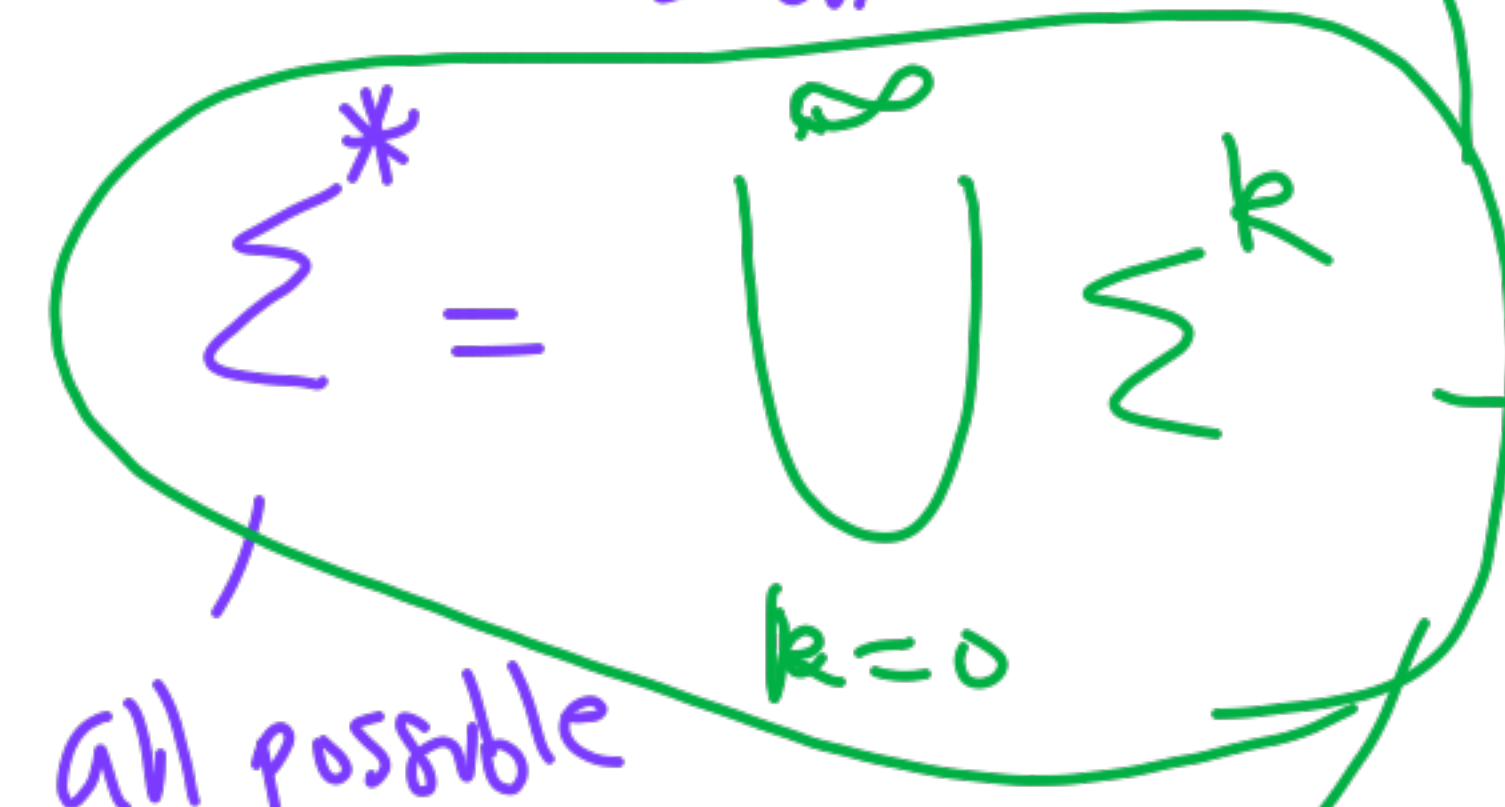 Σ* = ⋃_{k=0}^{∞} Σ^k
all possible